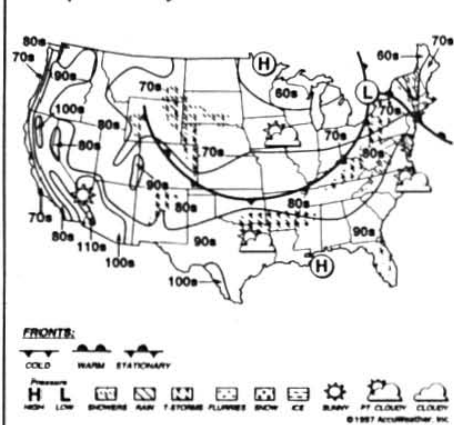 80s
70s
90s
70s
60s
70s
H
60s
L
100s
80s
70s
70s
80s
70s
80s
90s
80s
80s
70s
80s
110s
100s
90s
90s
100s
H
FRONTS:
COLD WARM STATIONARY
Pressure
H L
HIGH LOW SHOWERS RAIN T-STORMS FLURRIES SNOW ICE SUNNY PT CLOUDY CLOUDY
© 1997 AccuWeather, Inc.